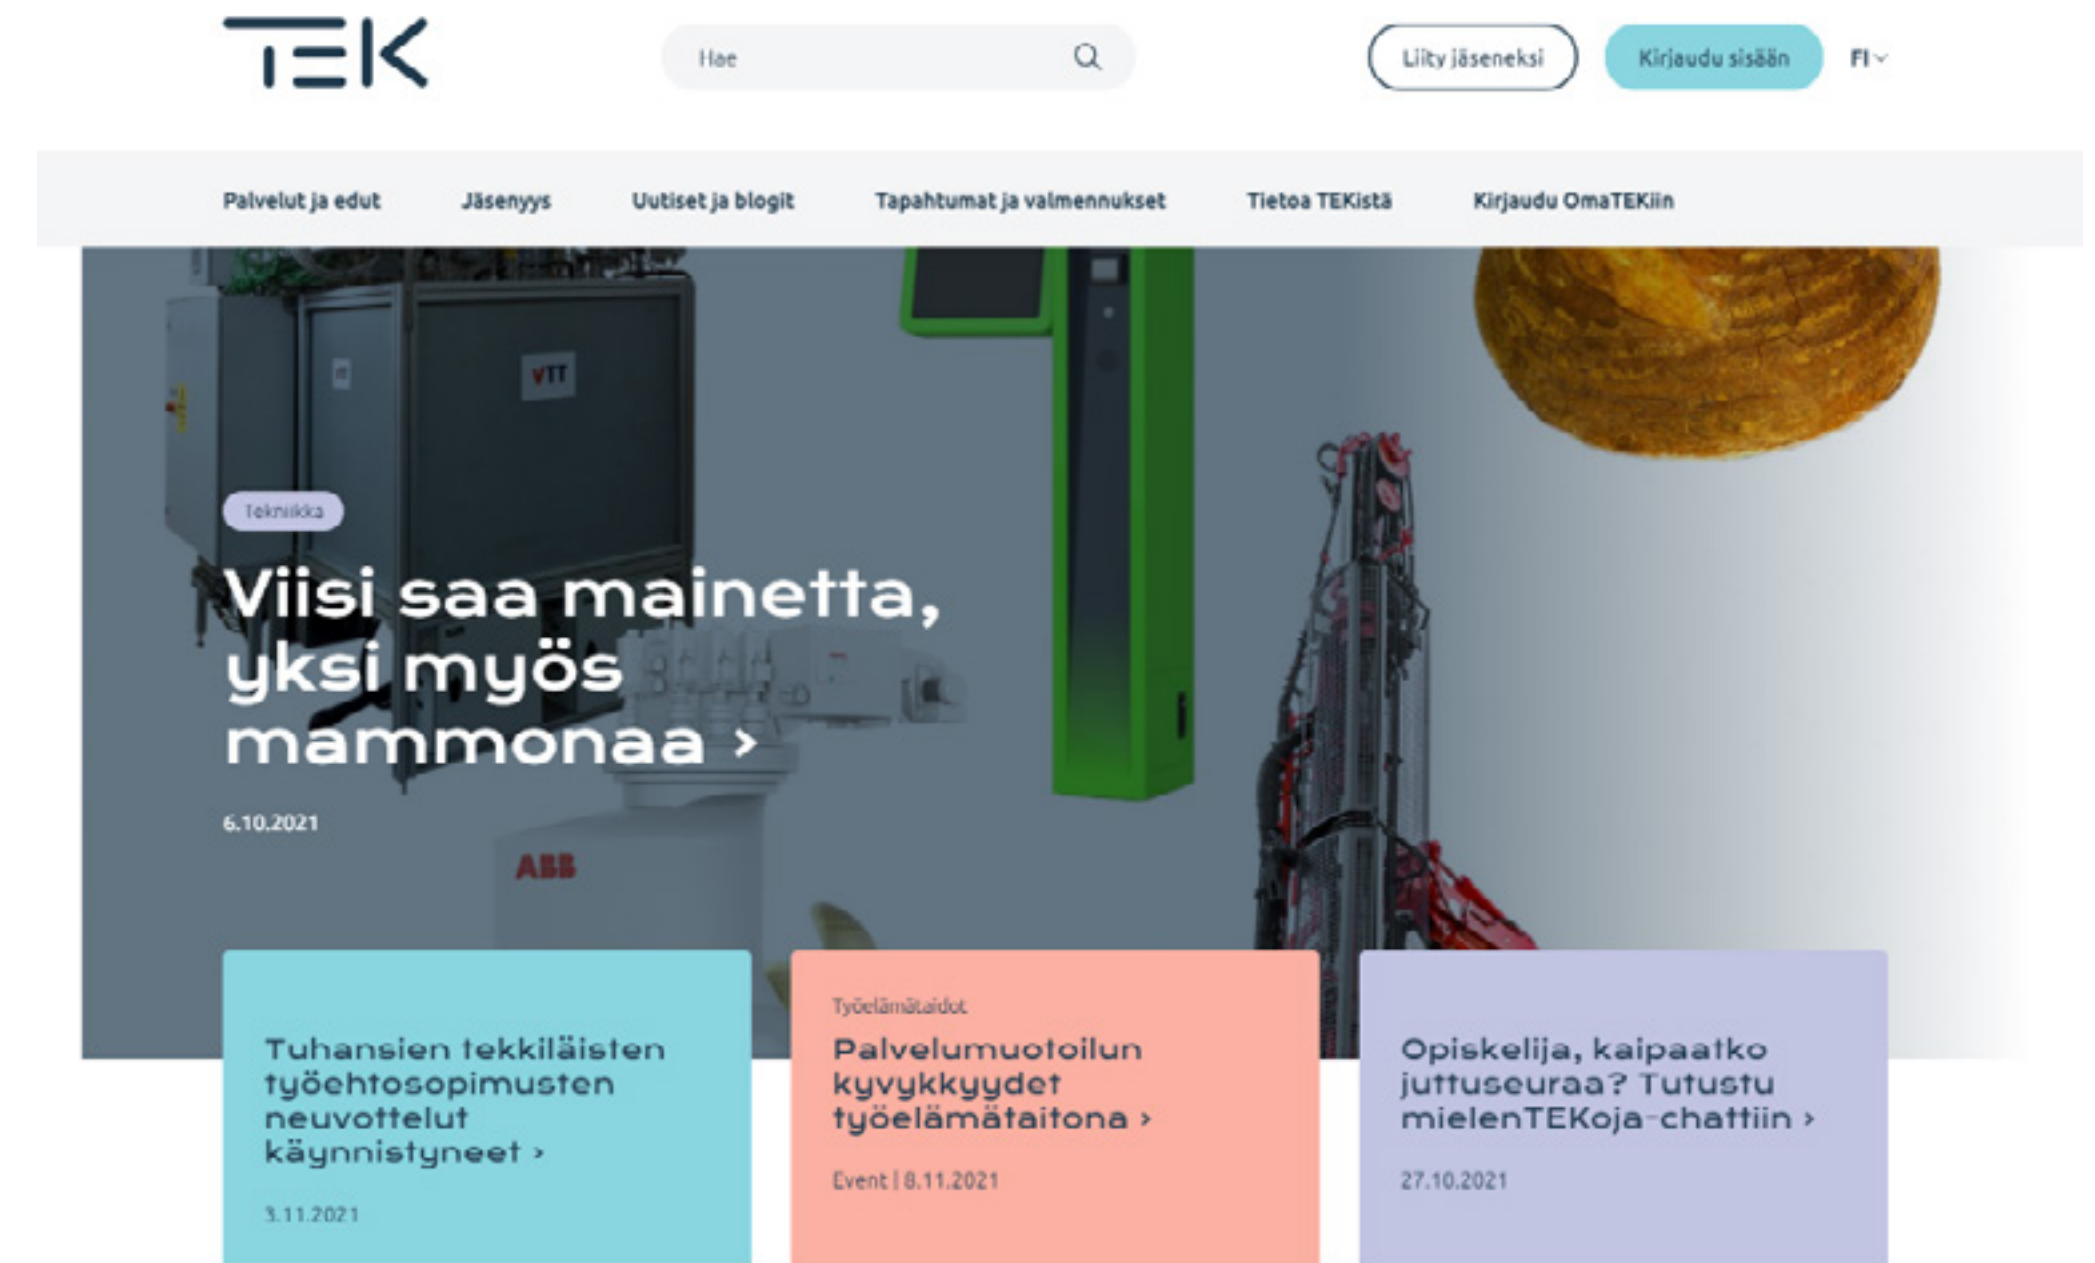 TEK
Hae
Liity jäseneksi
Kirjaudu sisään
FI
Palvelut ja edut
Jäsenyys
Uutiset ja blogit
Tapahtumat ja valmennukset
Tietoa TEKistä
Kirjaudu OmaTEKiin
VTT
Tekniikka
Viisi saa mainetta,
yksi myös
mammonaa ›
6.10.2021
ABB
Tuhansien tekkiläisten
työehtosopimusten
neuvottelut
käynnistyneet ›
3.11.2021
Työelämätaidot
Palvelumuotoilun
kyvykkyydet
työelämätaitona ›
Event | 8.11.2021
Opiskelija, kaipaatko
juttuseuraa? Tutustu
mielenTEKoja-chattiin ›
27.10.2021